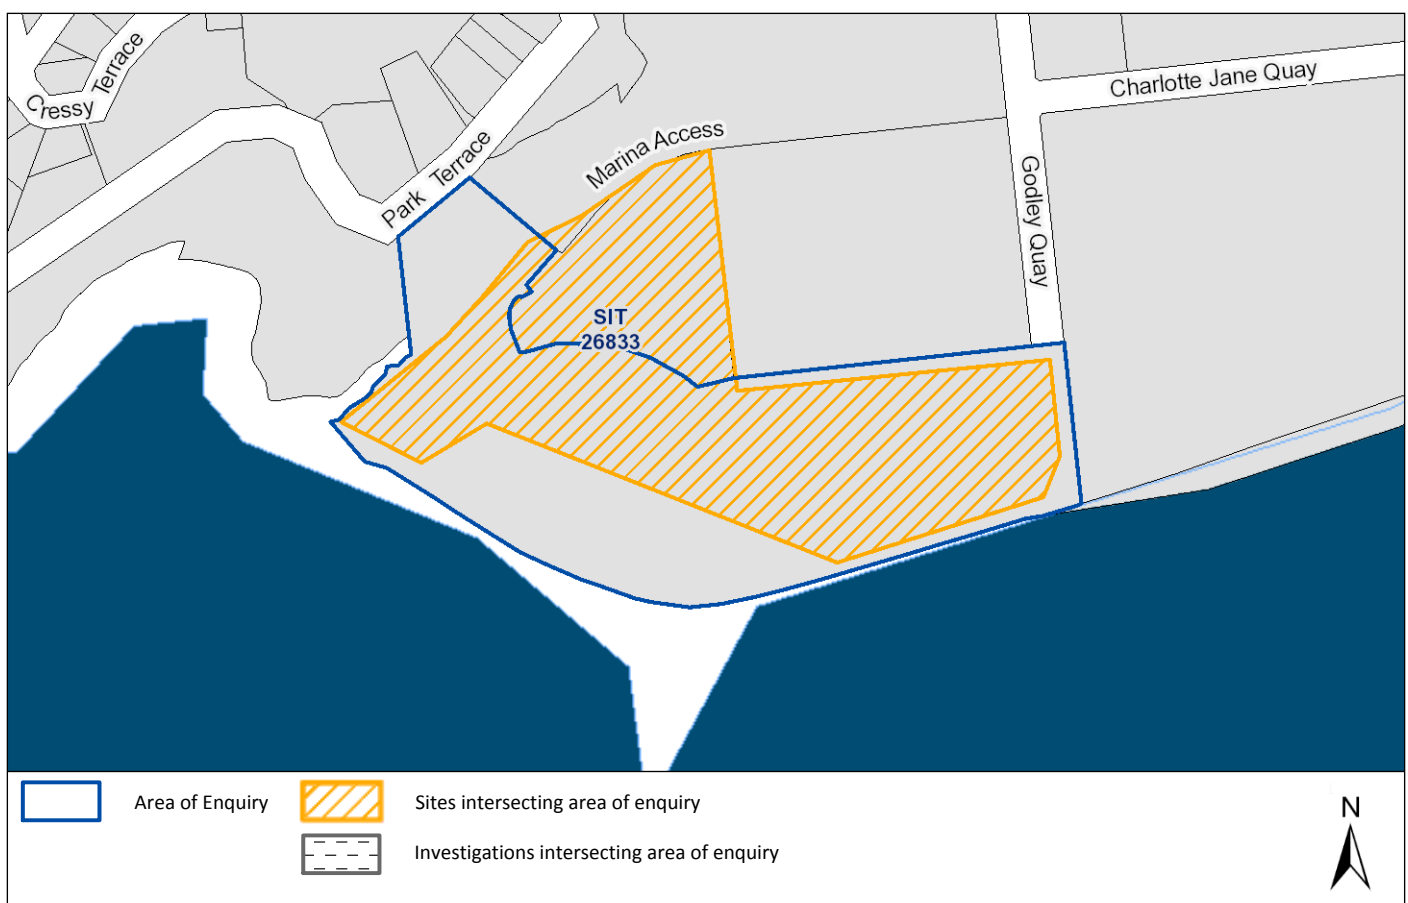 Cressy Terrace
Park Terrace
Marina Access
Charlotte Jane Quay
Godley Quay
SIT
26833
Area of Enquiry
Sites intersecting area of enquiry
Investigations intersecting area of enquiry
N